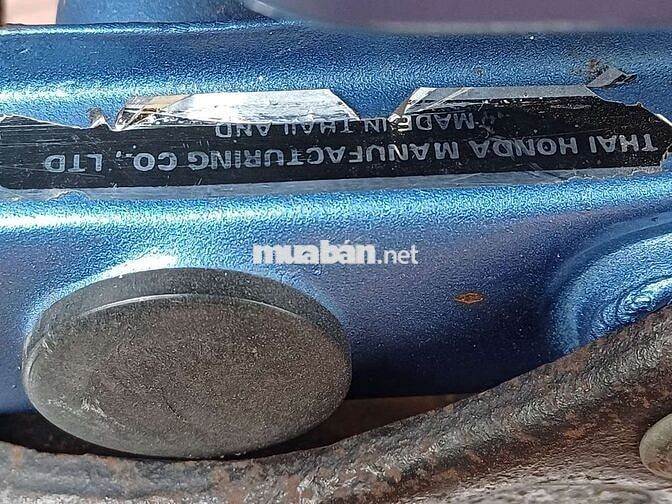 THAI HONDA MANUFACTURING CO., LTD
MADE IN THAILAND
muabán.net